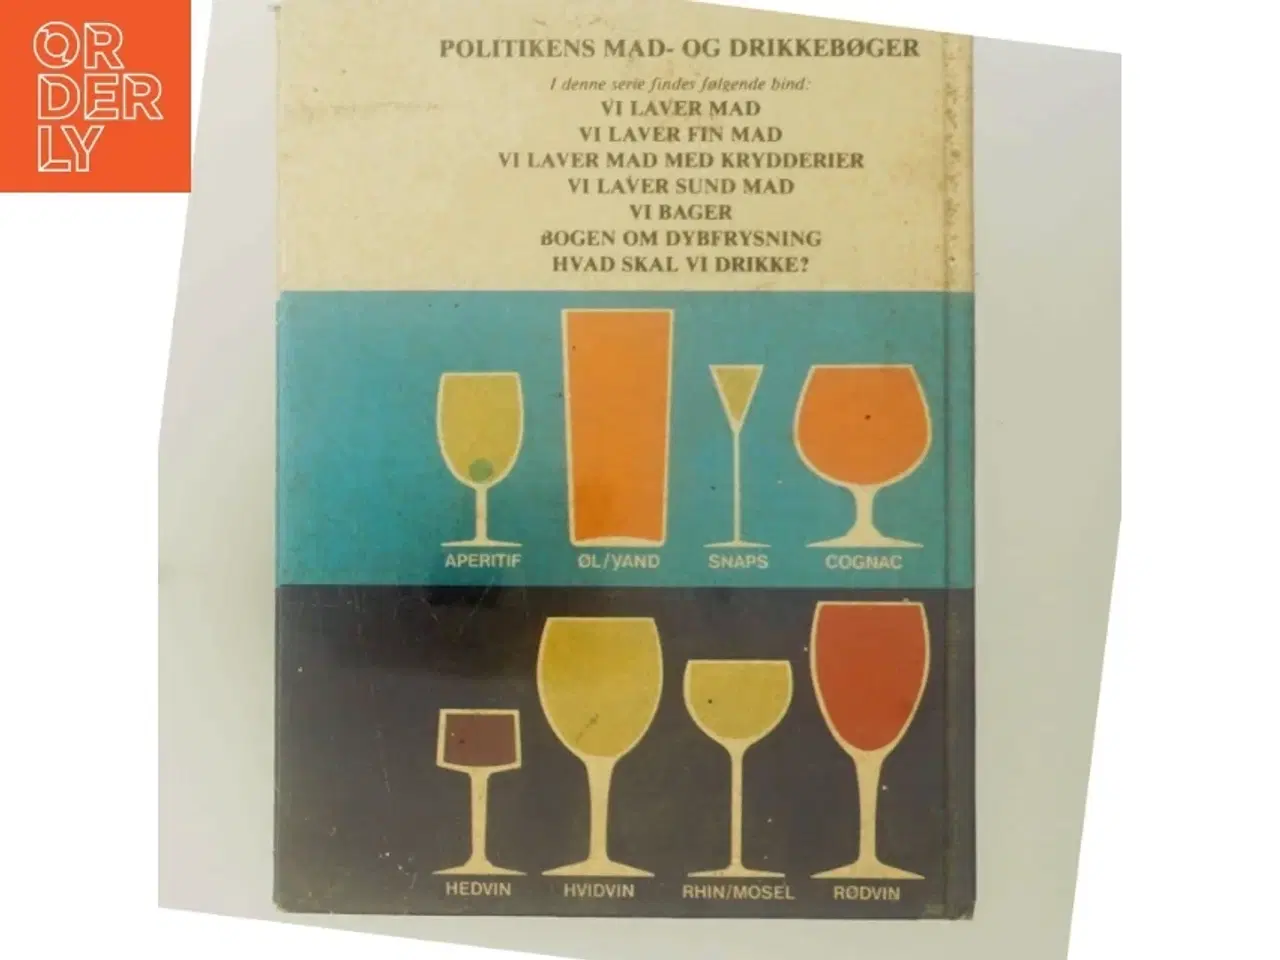 ORDERLY
POLITIKENS MAD- OG DRIKKEBØGER
I denne serie findes følgende bind:
VI LAVER MAD
VI LAVER FIN MAD
VI LAVER MAD MED KRYDDERIER
VI LAVER SUND MAD
VI BAGER
BOGEN OM DYBFRYSNING
HVAD SKAL VI DRIKKE?
APERITIF ØL/VAND SNAPS COGNAC
HEDVIN HVIDVIN RHIN/MOSEL RØDVIN